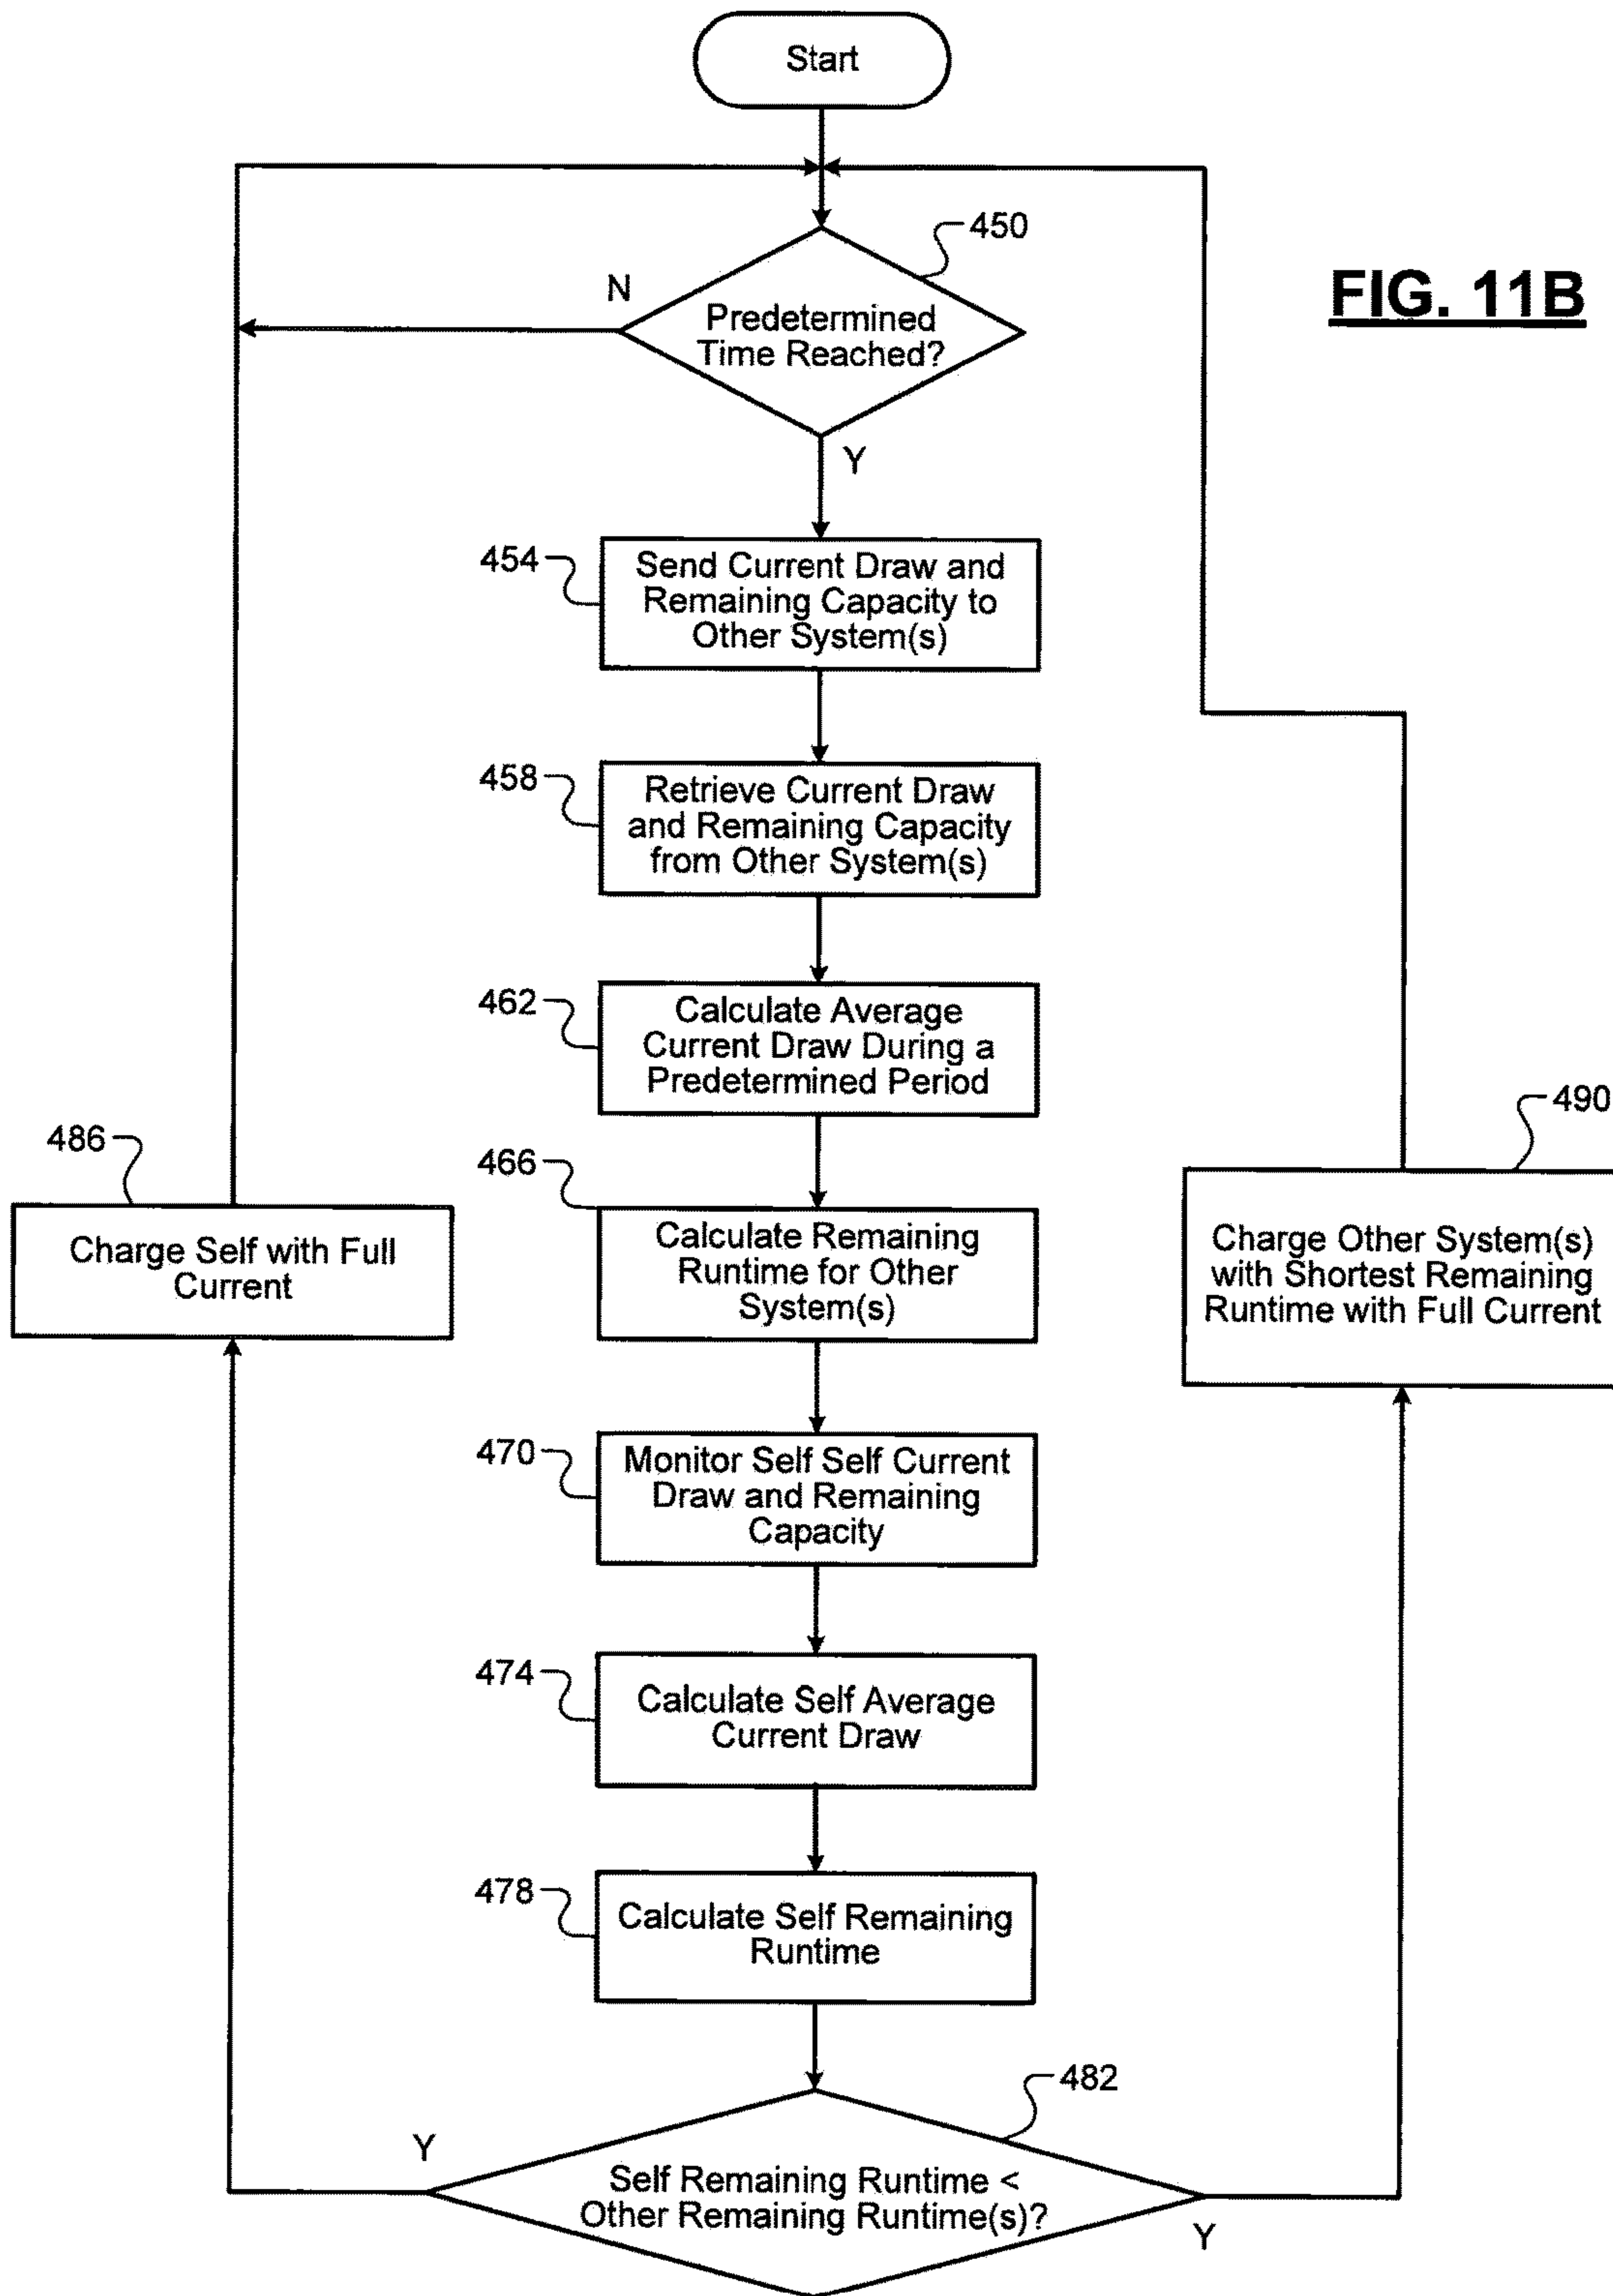 Start
450
FIG. 11B
N
Predetermined
Time Reached?
Y
454
Send Current Draw and
Remaining Capacity to
Other System(s)
458
Retrieve Current Draw
and Remaining Capacity
from Other System(s)
462
Calculate Average
Current Draw During a
Predetermined Period
490
486
466
Charge Self with Full
Current
Calculate Remaining
Runtime for Other
System(s)
Charge Other System(s)
with Shortest Remaining
Runtime with Full Current
470
Monitor Self Self Current
Draw and Remaining
Capacity
474
Calculate Self Average
Current Draw
478
Calculate Self Remaining
Runtime
482
Y
Self Remaining Runtime <
Other Remaining Runtime(s)?
Y